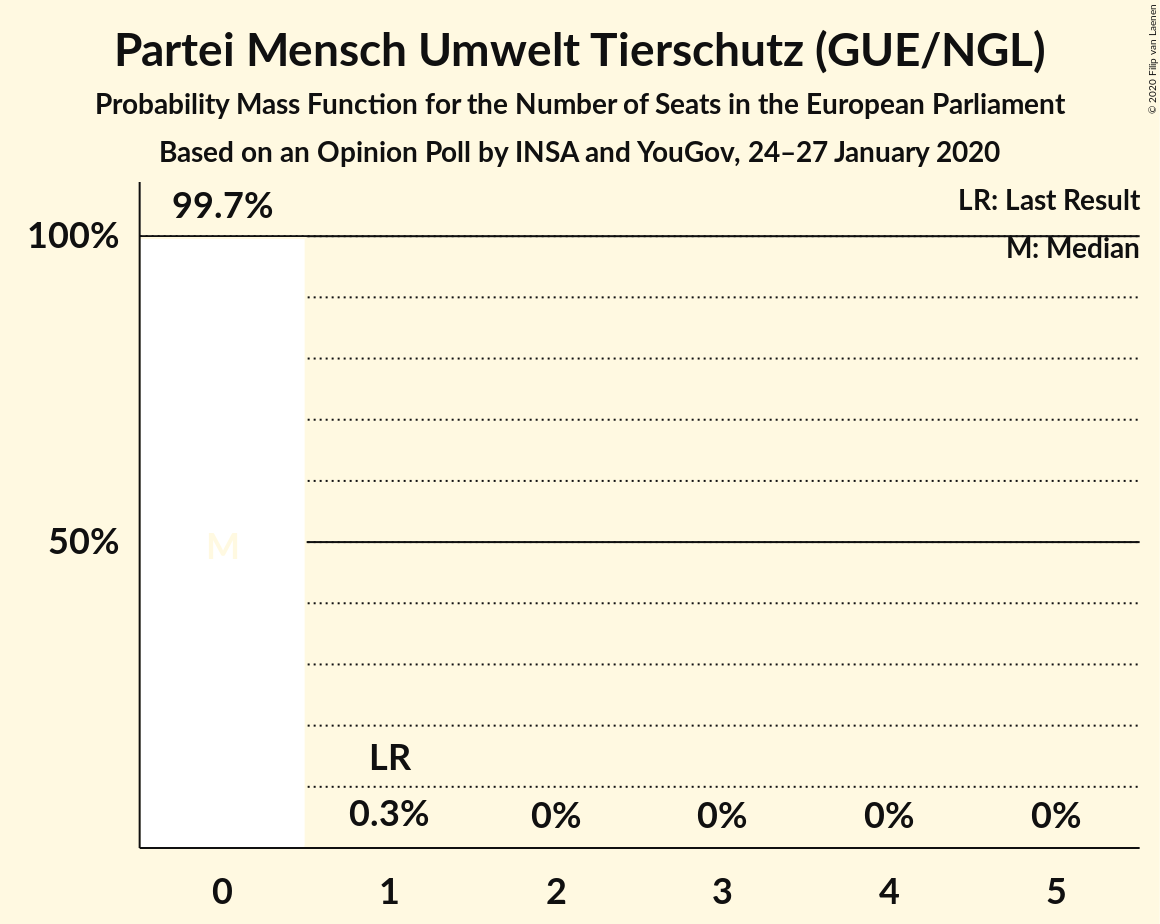 Partei Mensch Umwelt Tierschutz (GUE/NGL)
Probability Mass Function for the Number of Seats in the European Parliament
Based on an Opinion Poll by INSA and YouGov, 24–27 January 2020
© 2020 Filip van Laenen
99.7%
LR: Last Result
100%
M: Median
50%
M
LR
0.3%
0%
0%
0%
0%
0
1
2
3
4
5